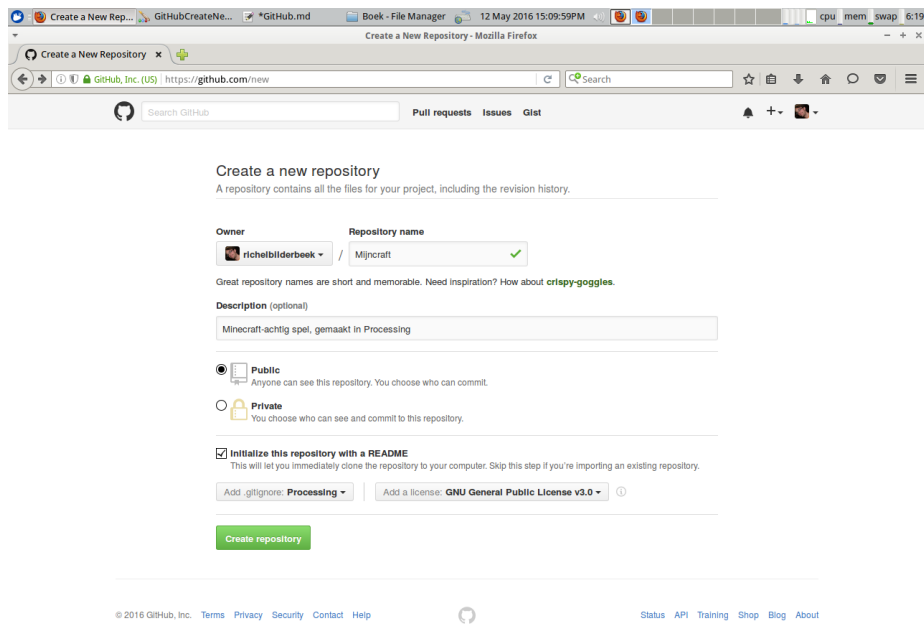 Create a New Rep... GitHubCreateNe... *GitHub.md Boek - File Manager 12 May 2016 15:09:59PM cpu mem swap 6:19
Create a New Repository - Mozilla Firefox
Create a New Repository
GitHub, Inc. (US) https://github.com/new Search
Search GitHub Pull requests Issues Gist
Create a new repository
A repository contains all the files for your project, including the revision history.
Owner Repository name
richelbilderbeek / Mijncraft
Great repository names are short and memorable. Need inspiration? How about crispy-goggles.
Description (optional)
Minecraft-achtig spel, gemaakt in Processing
Public
Anyone can see this repository. You choose who can commit.
Private
You choose who can see and commit to this repository.
Initialize this repository with a README
This will let you immediately clone the repository to your computer. Skip this step if you're importing an existing repository.
Add .gitignore: Processing Add a license: GNU General Public License v3.0
Create repository
© 2016 GitHub, Inc. Terms Privacy Security Contact Help Status API Training Shop Blog About